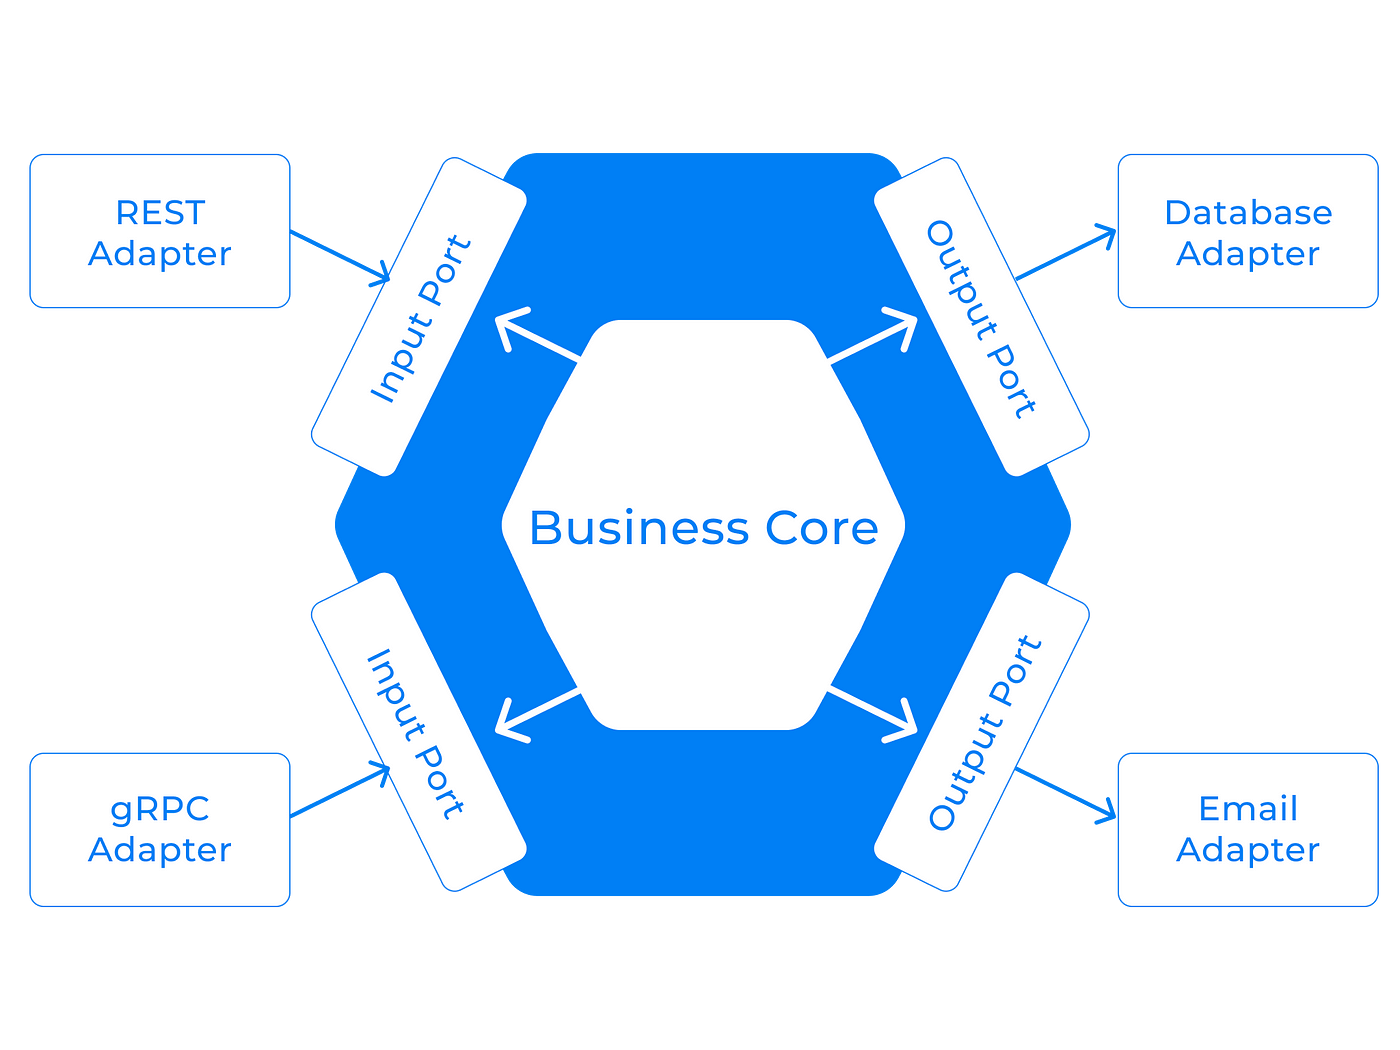 REST
Adapter
Input Port
Output Port
Database
Adapter
Business Core
gRPC
Adapter
Input Port
Output Port
Email
Adapter